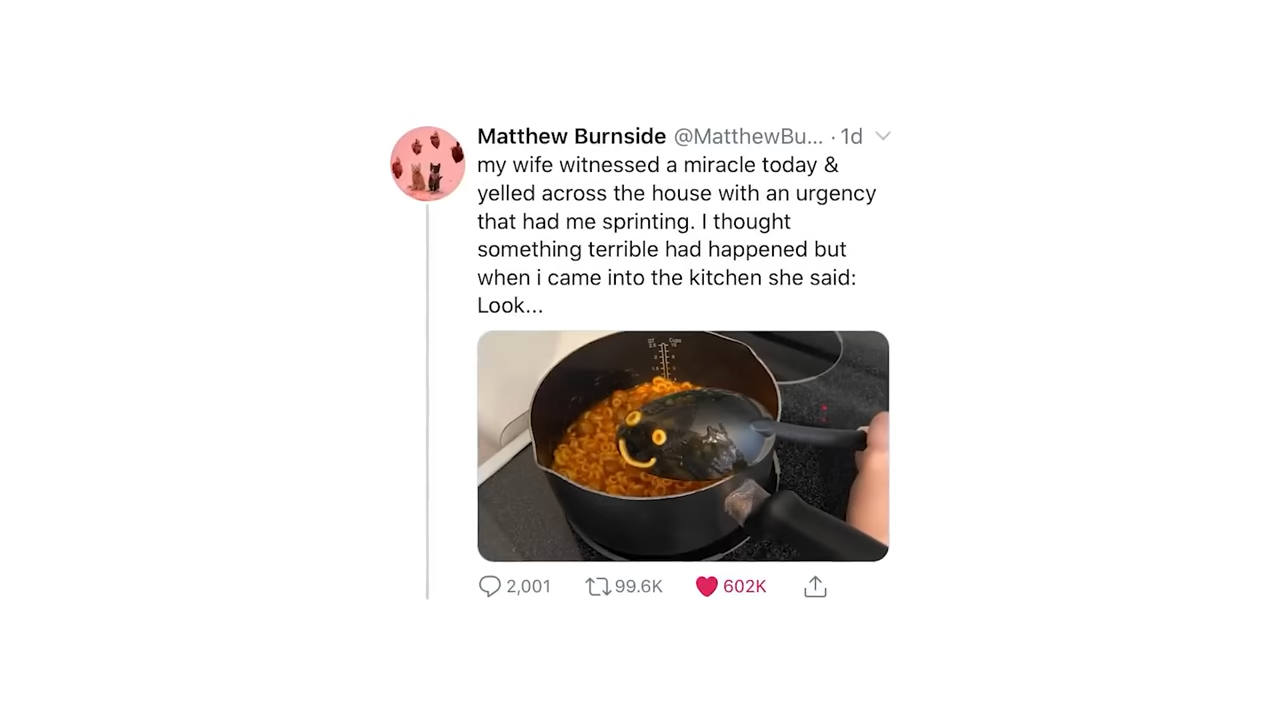 Matthew Burnside @MatthewBu... · 1d
my wife witnessed a miracle today &
yelled across the house with an urgency
that had me sprinting. I thought
something terrible had happened but
when i came into the kitchen she said:
Look...
QT Cups
2,001 99.6K 602K